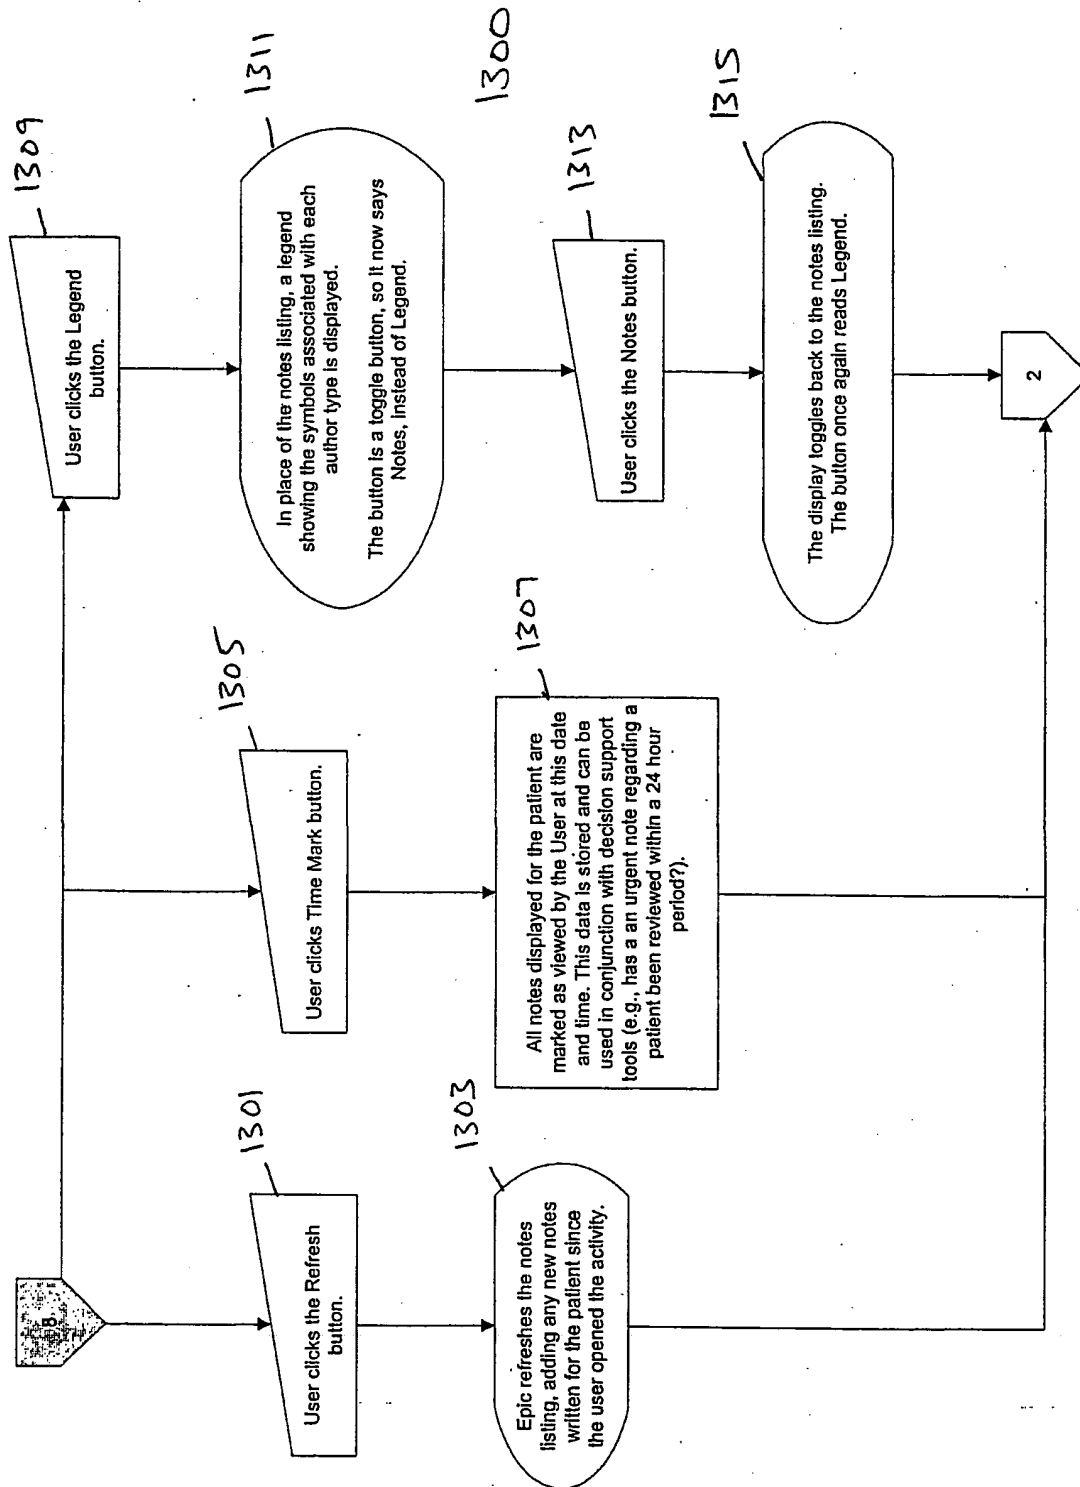 8
1301
User clicks the Refresh
button.
1303
Epic refreshes the notes
listing, adding any new notes
written for the patient since
the user opened the activity.
1305
User clicks Time Mark button.
1307
All notes displayed for the patient are
marked as viewed by the User at this date
and time. This data is stored and can be
used in conjunction with decision support
tools (e.g., has a an urgent note regarding a
patient been reviewed within a 24 hour
period?).
1309
User clicks the Legend
button.
1311
In place of the notes listing, a legend
showing the symbols associated with each
author type is displayed.
The button is a toggle button, so it now says
Notes, instead of Legend.
1300
1313
User clicks the Notes button.
1315
The display toggles back to the notes listing.
The button once again reads Legend.
2